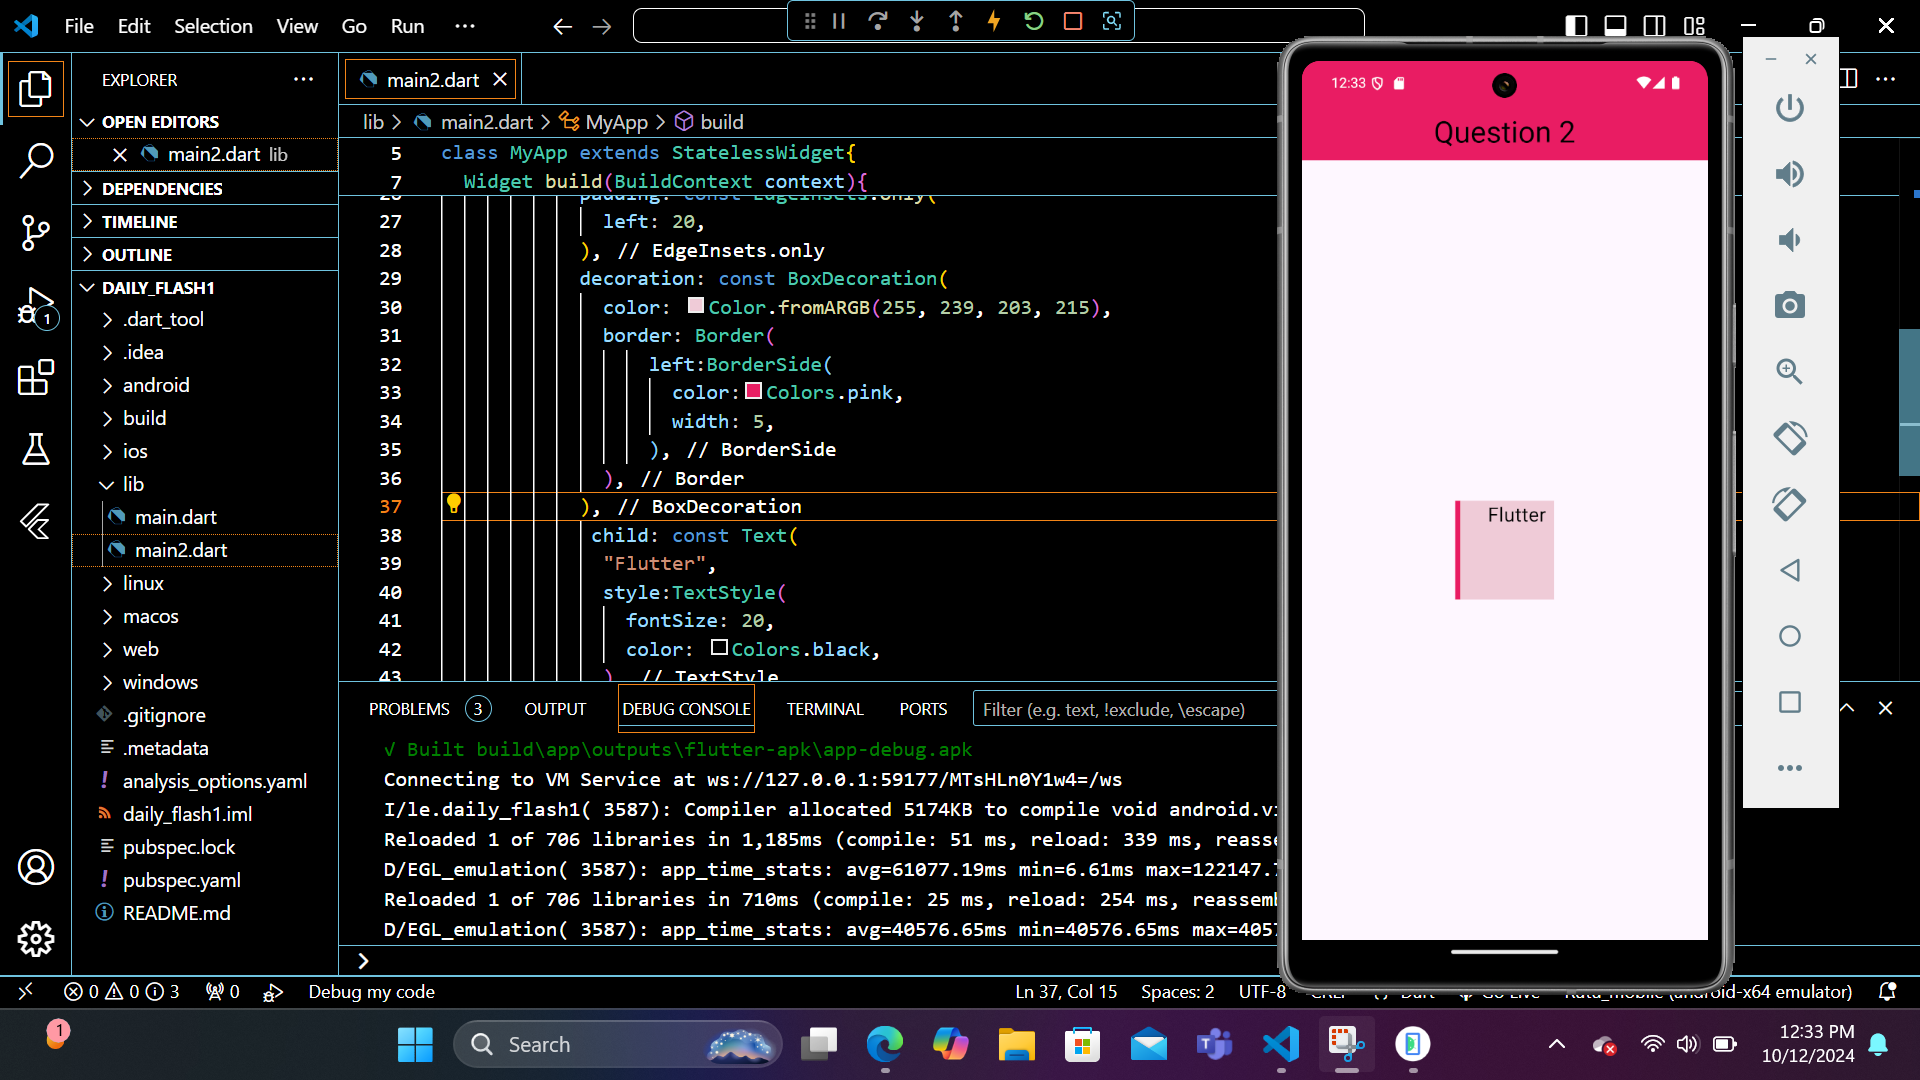 File Edit Selection View Go Run ···
EXPLORER
OPEN EDITORS
main2.dart lib
DEPENDENCIES
TIMELINE
OUTLINE
DAILY_FLASH1
.dart_tool
.idea
android
build
ios
lib
main.dart
main2.dart
linux
macos
web
windows
.gitignore
.metadata
analysis_options.yaml
daily_flash1.iml
pubspec.lock
pubspec.yaml
README.md
1
main2.dart
lib > main2.dart > MyApp > build
5 class MyApp extends StatelessWidget{
7 Widget build(BuildContext context){
padding: const EdgeInsets.only(
27 left: 20,
28 ), // EdgeInsets.only
29 decoration: const BoxDecoration(
30 color: Color.fromARGB(255, 239, 203, 215),
31 border: Border(
32 left:BorderSide(
33 color: Colors.pink,
34 width: 5,
35 ), // BorderSide
36 ), // Border
37 ), // BoxDecoration
38 child: const Text(
39 "Flutter",
40 style:TextStyle(
41 fontSize: 20,
42 color: Colors.black,
43 ) // TextStyle
PROBLEMS 3 OUTPUT DEBUG CONSOLE TERMINAL PORTS Filter (e.g. text, !exclude, \escape)
√ Built build\app\outputs\flutter-apk\app-debug.apk
Connecting to VM Service at ws://127.0.0.1:59177/MTsHLn0Y1w4=/ws
I/le.daily_flash1( 3587): Compiler allocated 5174KB to compile void android.vi
Reloaded 1 of 706 libraries in 1,185ms (compile: 51 ms, reload: 339 ms, reasse
D/EGL_emulation( 3587): app_time_stats: avg=61077.19ms min=6.61ms max=122147.
Reloaded 1 of 706 libraries in 710ms (compile: 25 ms, reload: 254 ms, reassemb
D/EGL_emulation( 3587): app_time_stats: avg=40576.65ms min=40576.65ms max=4057
>
12:33
Question 2
Flutter
0 0 3 0 Debug my code Ln 37, Col 15 Spaces: 2 UTF-8 (android-x64 emulator)
1
Search
12:33 PM
10/12/2024